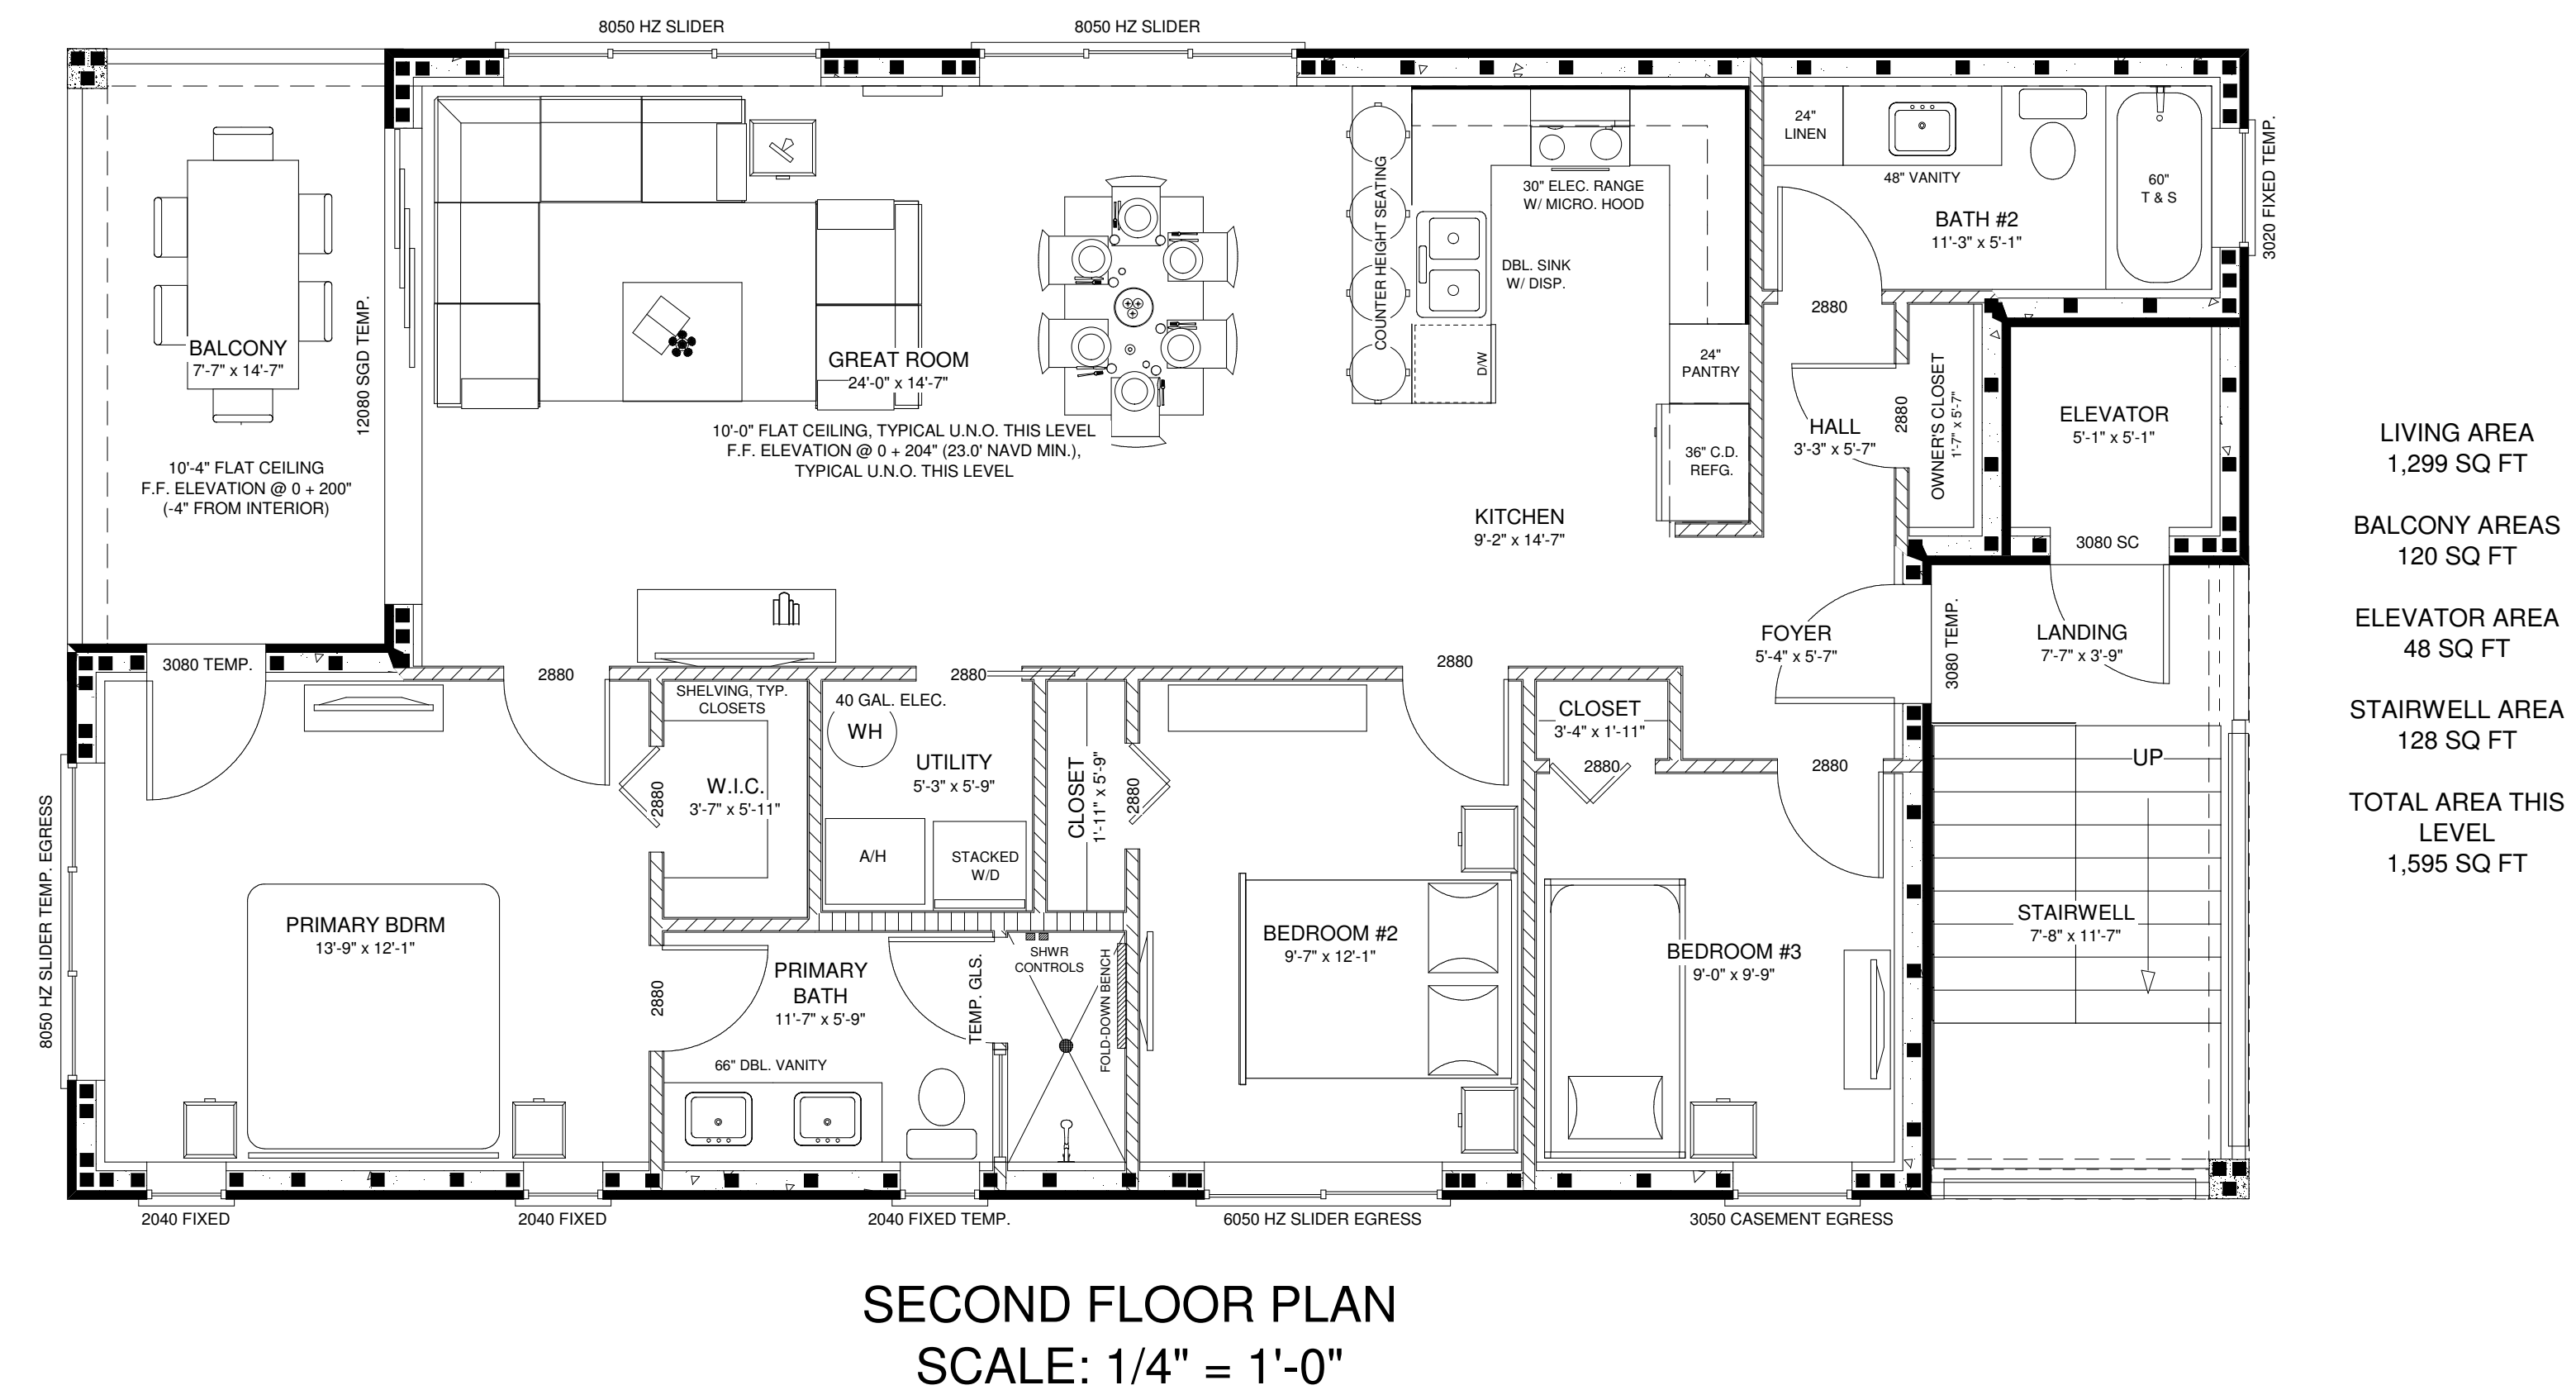 8050 HZ SLIDER
8050 HZ SLIDER
BALCONY
7'-7" x 14'-7"
10'-4" FLAT CEILING
F.F. ELEVATION @ 0 + 200"
(-4" FROM INTERIOR)
12080 SGD TEMP.
GREAT ROOM
24'-0" x 14'-7"
10'-0" FLAT CEILING, TYPICAL U.N.O. THIS LEVEL
F.F. ELEVATION @ 0 + 204" (23.0' NAVD MIN.),
TYPICAL U.N.O. THIS LEVEL
COUNTER HEIGHT SEATING
30" ELEC. RANGE
W/ MICRO. HOOD
DBL. SINK
W/ DISP.
D/W
24"
PANTRY
36" C.D.
REFG.
KITCHEN
9'-2" x 14'-7"
24"
LINEN
48" VANITY
BATH #2
11'-3" x 5'-1"
60"
T & S
3020 FIXED TEMP.
2880
HALL
3'-3" x 5'-7"
2880
OWNER'S CLOSET
1'-7" x 5'-7"
ELEVATOR
5'-1" x 5'-1"
3080 SC
FOYER
5'-4" x 5'-7"
3080 TEMP.
LANDING
7'-7" x 3'-9"
UP
STAIRWELL
7'-8" x 11'-7"
3080 TEMP.
2880
8050 HZ SLIDER TEMP. EGRESS
PRIMARY BDRM
13'-9" x 12'-1"
SHELVING, TYP.
CLOSETS
W.I.C.
3'-7" x 5'-11"
2880
2880
40 GAL. ELEC.
WH
UTILITY
5'-3" x 5'-9"
A/H
STACKED
W/D
CLOSET
1'-11" x 5'-9"
2880
2880
PRIMARY
BATH
11'-7" x 5'-9"
66" DBL. VANITY
TEMP. GLS.
SHWR
CONTROLS
FOLD-DOWN BENCH
2880
BEDROOM #2
9'-7" x 12'-1"
2880
CLOSET
3'-4" x 1'-11"
2880
2880
BEDROOM #3
9'-0" x 9'-9"
2040 FIXED
2040 FIXED
2040 FIXED TEMP.
6050 HZ SLIDER EGRESS
3050 CASEMENT EGRESS
LIVING AREA
1,299 SQ FT
BALCONY AREAS
120 SQ FT
ELEVATOR AREA
48 SQ FT
STAIRWELL AREA
128 SQ FT
TOTAL AREA THIS
LEVEL
1,595 SQ FT
SECOND FLOOR PLAN
SCALE: 1/4" = 1'-0"